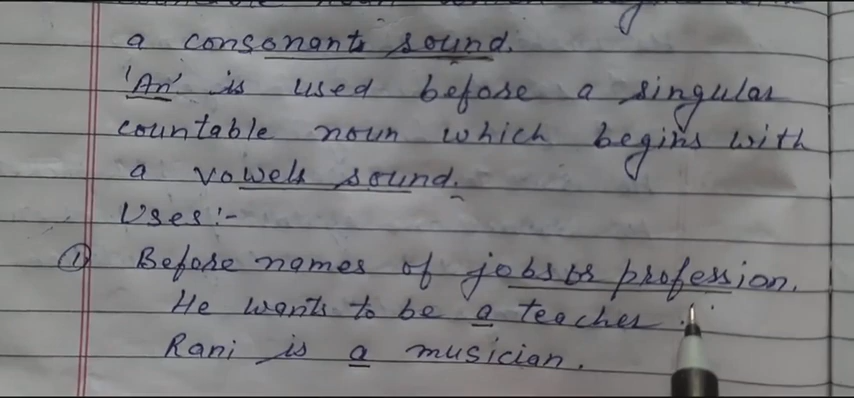 a consonants sound.
'An' is used before a singular
countable noun which begins with
a vowels sound.
Uses:-
① Before names of jobs or profession.
He wants to be a teacher.
Rani is a musician.